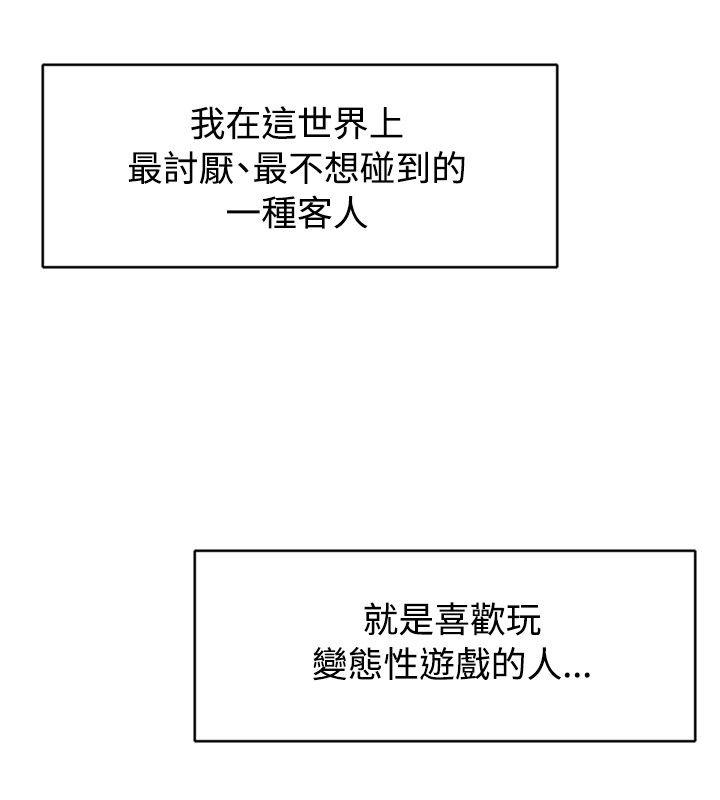 我在這世界上
最討厭、最不想碰到的
一種客人
就是喜歡玩
變態性遊戲的人...